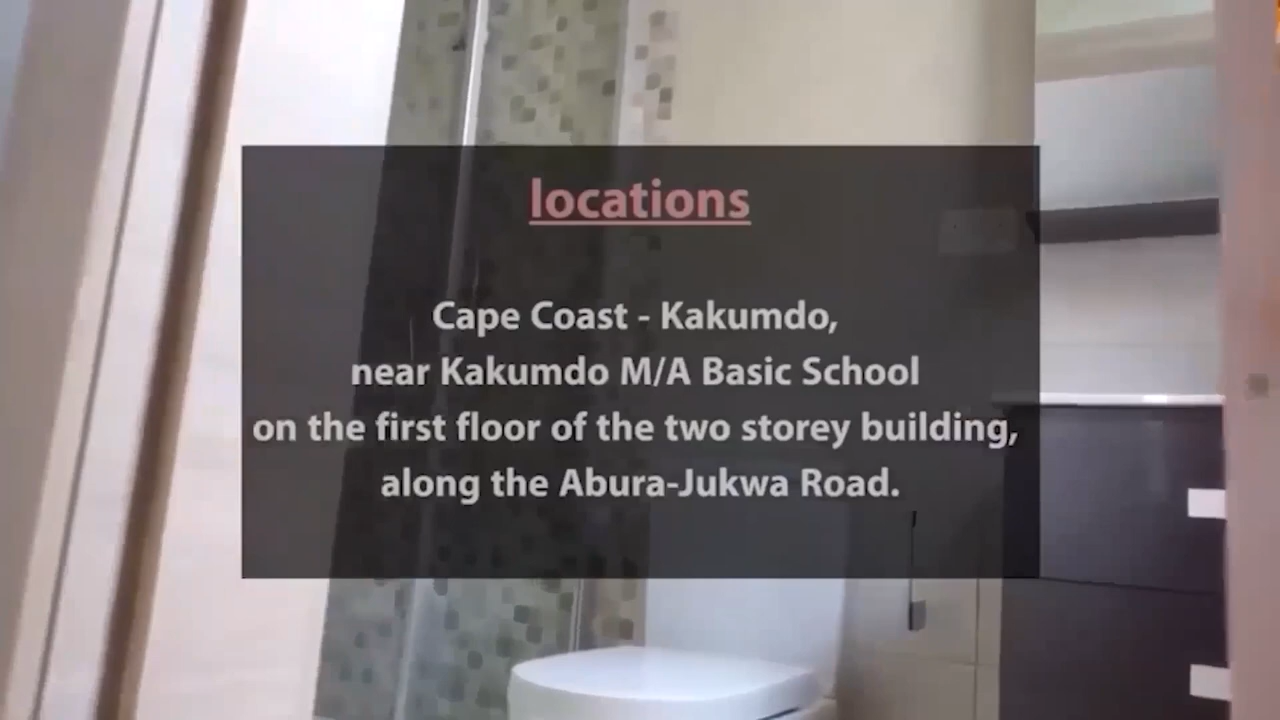 locations
Cape Coast - Kakumdo,
near Kakumdo M/A Basic School
on the first floor of the two storey building,
along the Abura-Jukwa Road.